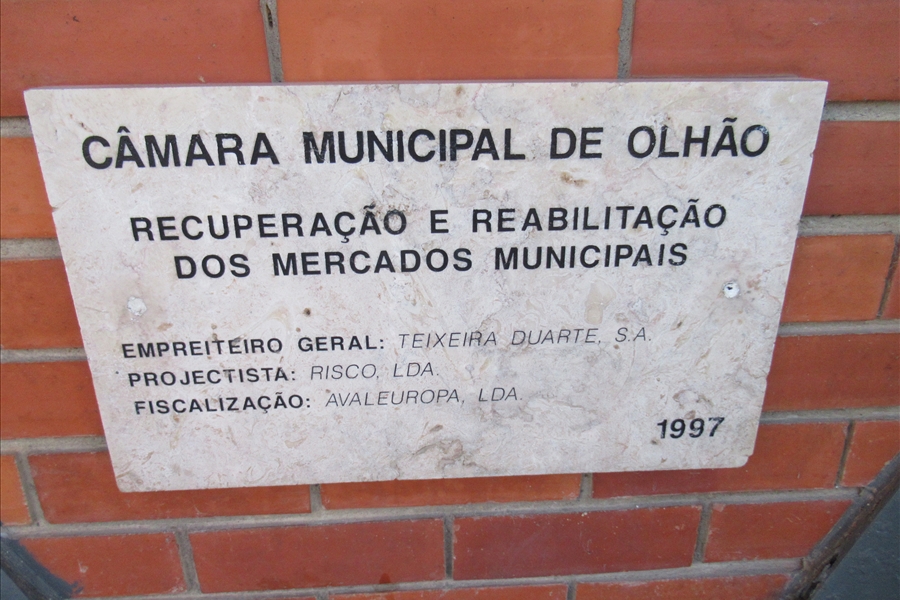 CÂMARA MUNICIPAL DE OLHÃO
RECUPERAÇÃO E REABILITAÇÃO
DOS MERCADOS MUNICIPAIS
EMPREITEIRO GERAL: TEIXEIRA DUARTE, S.A.
PROJECTISTA: RISCO, LDA.
FISCALIZAÇÃO: AVALEUROPA, LDA.
1997